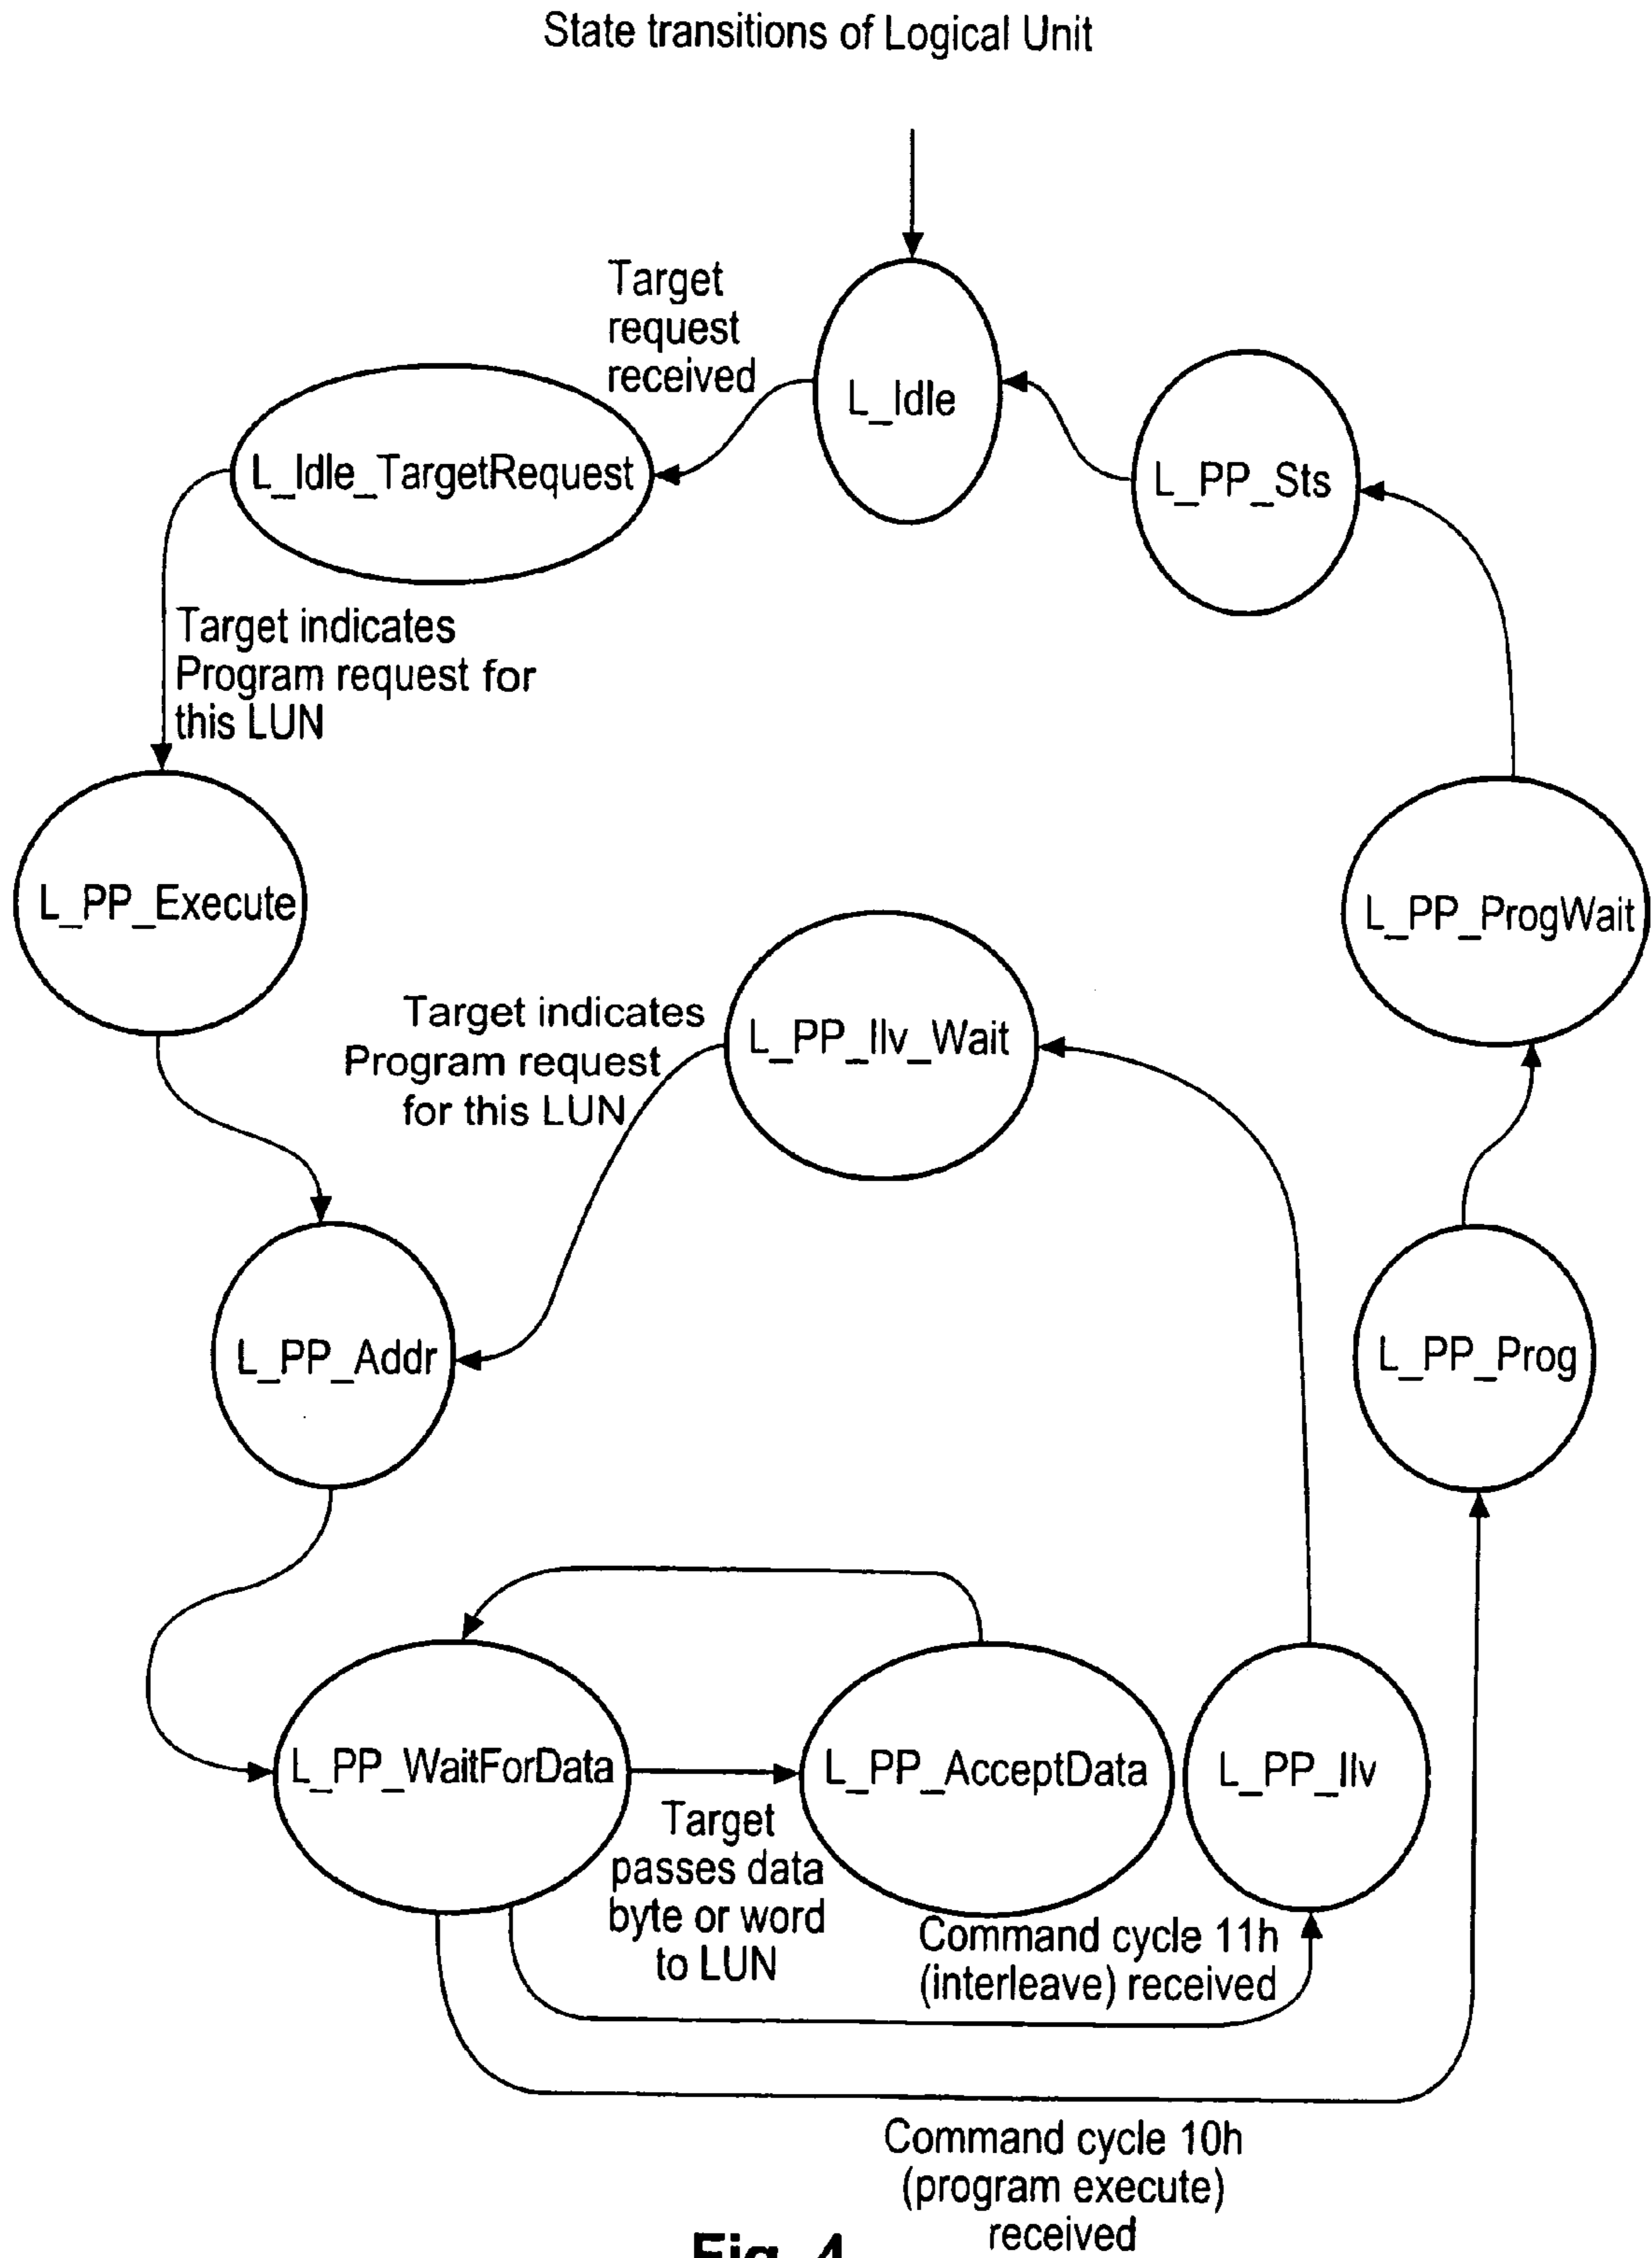 State transitions of Logical Unit
Target
request
received
L_Idle
L_Idle_TargetRequest
L_PP_Sts
Target indicates
Program request for
this LUN
L_PP_Execute
L_PP_ProgWait
Target indicates
Program request
for this LUN
L_PP_Ilv_Wait
L_PP_Addr
L_PP_Prog
L_PP_WaitForData
L_PP_AcceptData
L_PP_Ilv
Target
passes data
byte or word
to LUN
Command cycle 11h
(interleave) received
Command cycle 10h
(program execute)
received
Fig. 4